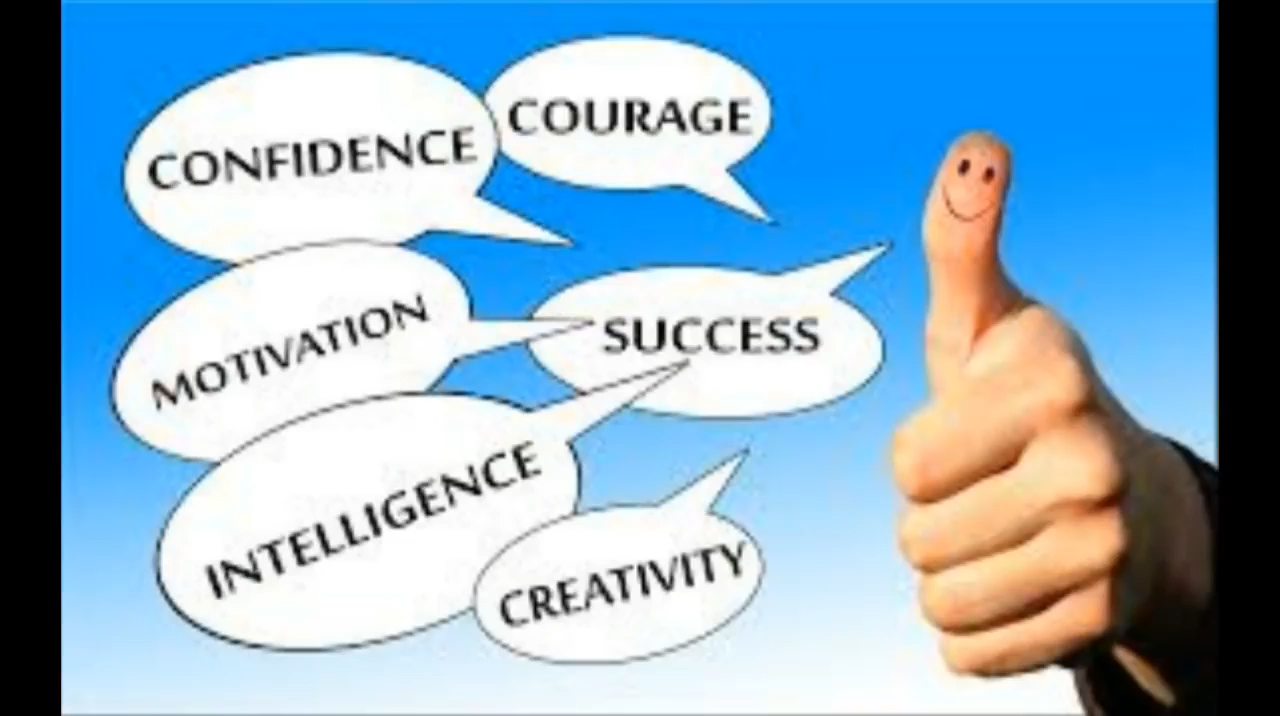 CONFIDENCE
COURAGE
MOTIVATION
SUCCESS
INTELLIGENCE
CREATIVITY